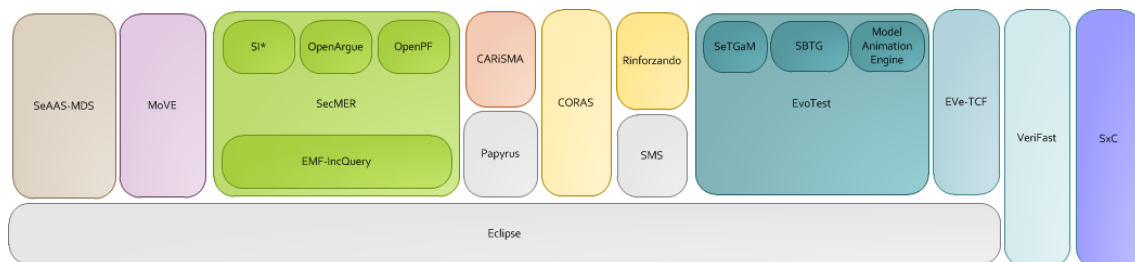 SeAAS-MDS
MoVE
SI*
OpenArgue
OpenPF
SecMER
EMF-IncQuery
CARiSMA
Papyrus
CORAS
Rinforzando
SMS
SeTGaM
SBTG
Model
Animation
Engine
EvoTest
EVe-TCF
VeriFast
SxC
Eclipse